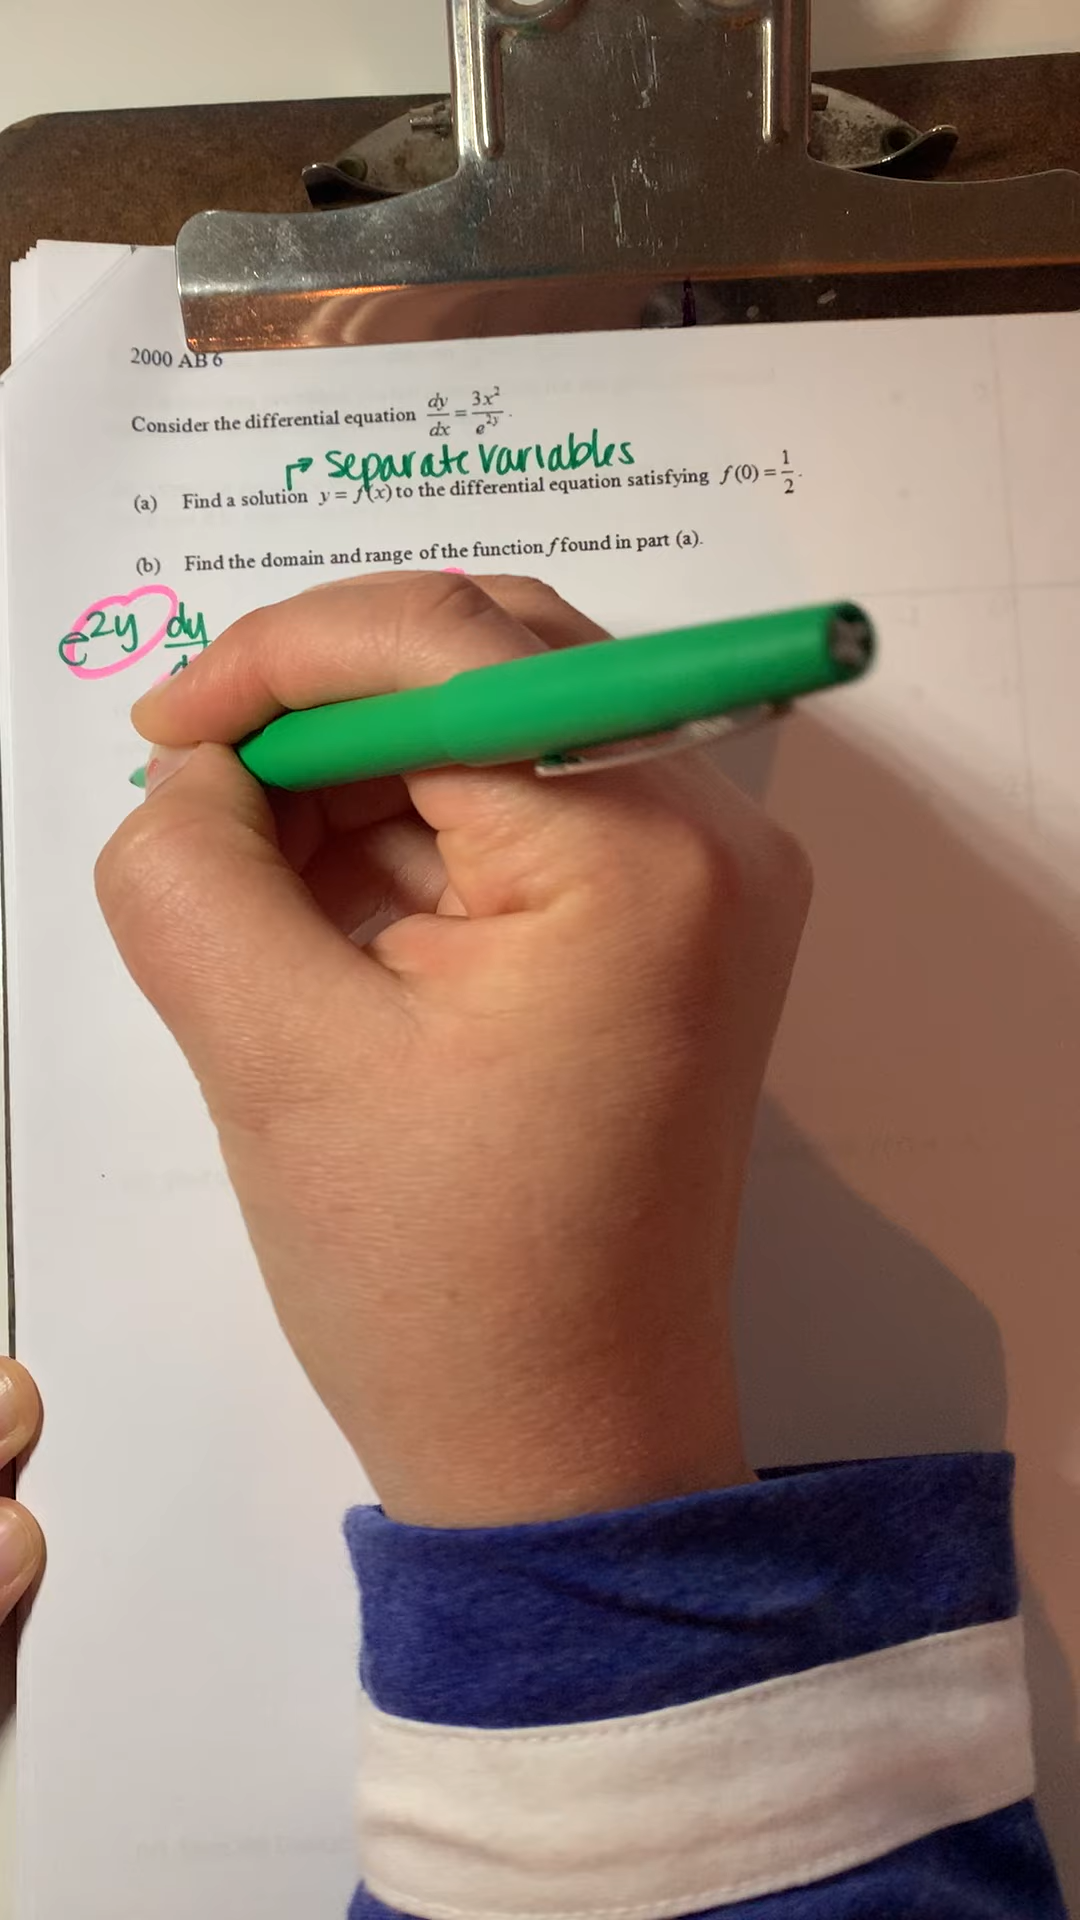 2000 AB 6
Consider the differential equation dy/dx = 3x²/e^{2y}.
separate variables
(a) Find a solution y = f(x) to the differential equation satisfying f(0) = 1/2.
(b) Find the domain and range of the function f found in part (a).
e^{2y} dy